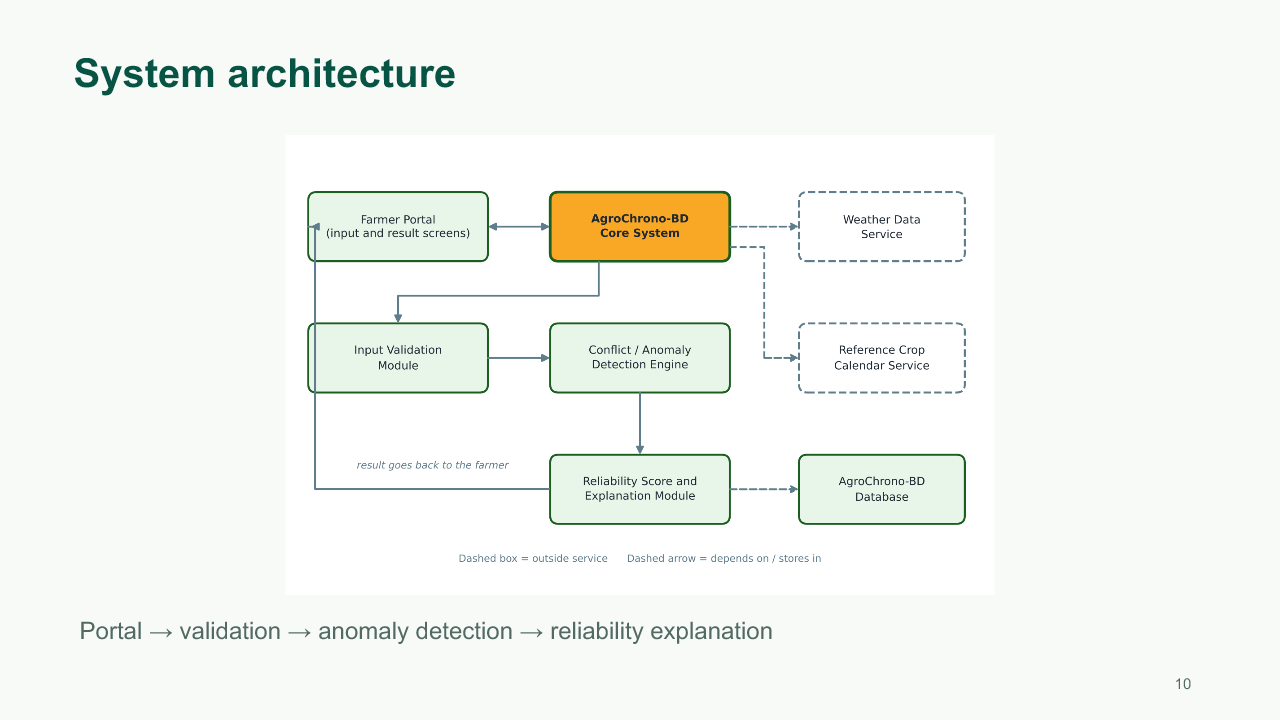 System architecture
Farmer Portal
(input and result screens)
AgroChrono-BD
Core System
Weather Data
Service
Input Validation
Module
Conflict / Anomaly
Detection Engine
Reference Crop
Calendar Service
result goes back to the farmer
Reliability Score and
Explanation Module
AgroChrono-BD
Database
Dashed box = outside service Dashed arrow = depends on / stores in
Portal → validation → anomaly detection → reliability explanation
10